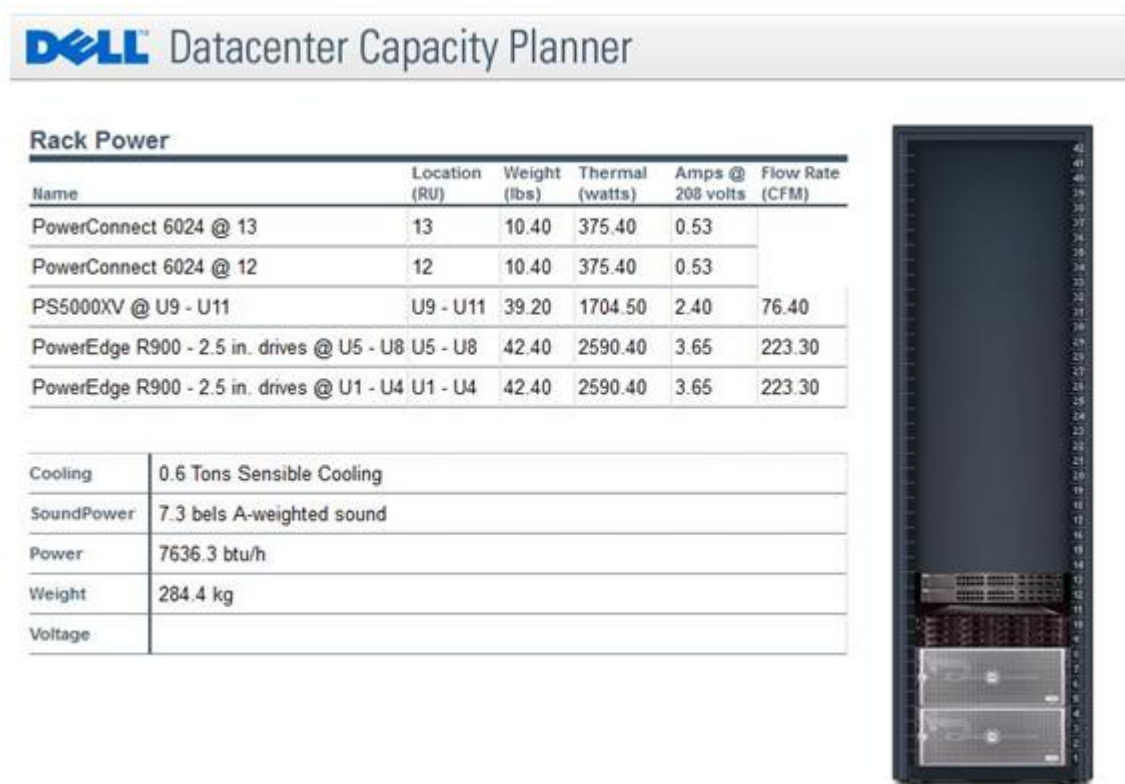 DELL™ Datacenter Capacity Planner
Rack Power
Name Location (RU) Weight (lbs) Thermal (watts) Amps @ 208 volts Flow Rate (CFM)
PowerConnect 6024 @ 13 13 10.40 375.40 0.53
PowerConnect 6024 @ 12 12 10.40 375.40 0.53
PS5000XV @ U9 - U11 U9 - U11 39.20 1704.50 2.40 76.40
PowerEdge R900 - 2.5 in. drives @ U5 - U8 U5 - U8 42.40 2590.40 3.65 223.30
PowerEdge R900 - 2.5 in. drives @ U1 - U4 U1 - U4 42.40 2590.40 3.65 223.30
Cooling 0.6 Tons Sensible Cooling
SoundPower 7.3 bels A-weighted sound
Power 7636.3 btu/h
Weight 284.4 kg
Voltage